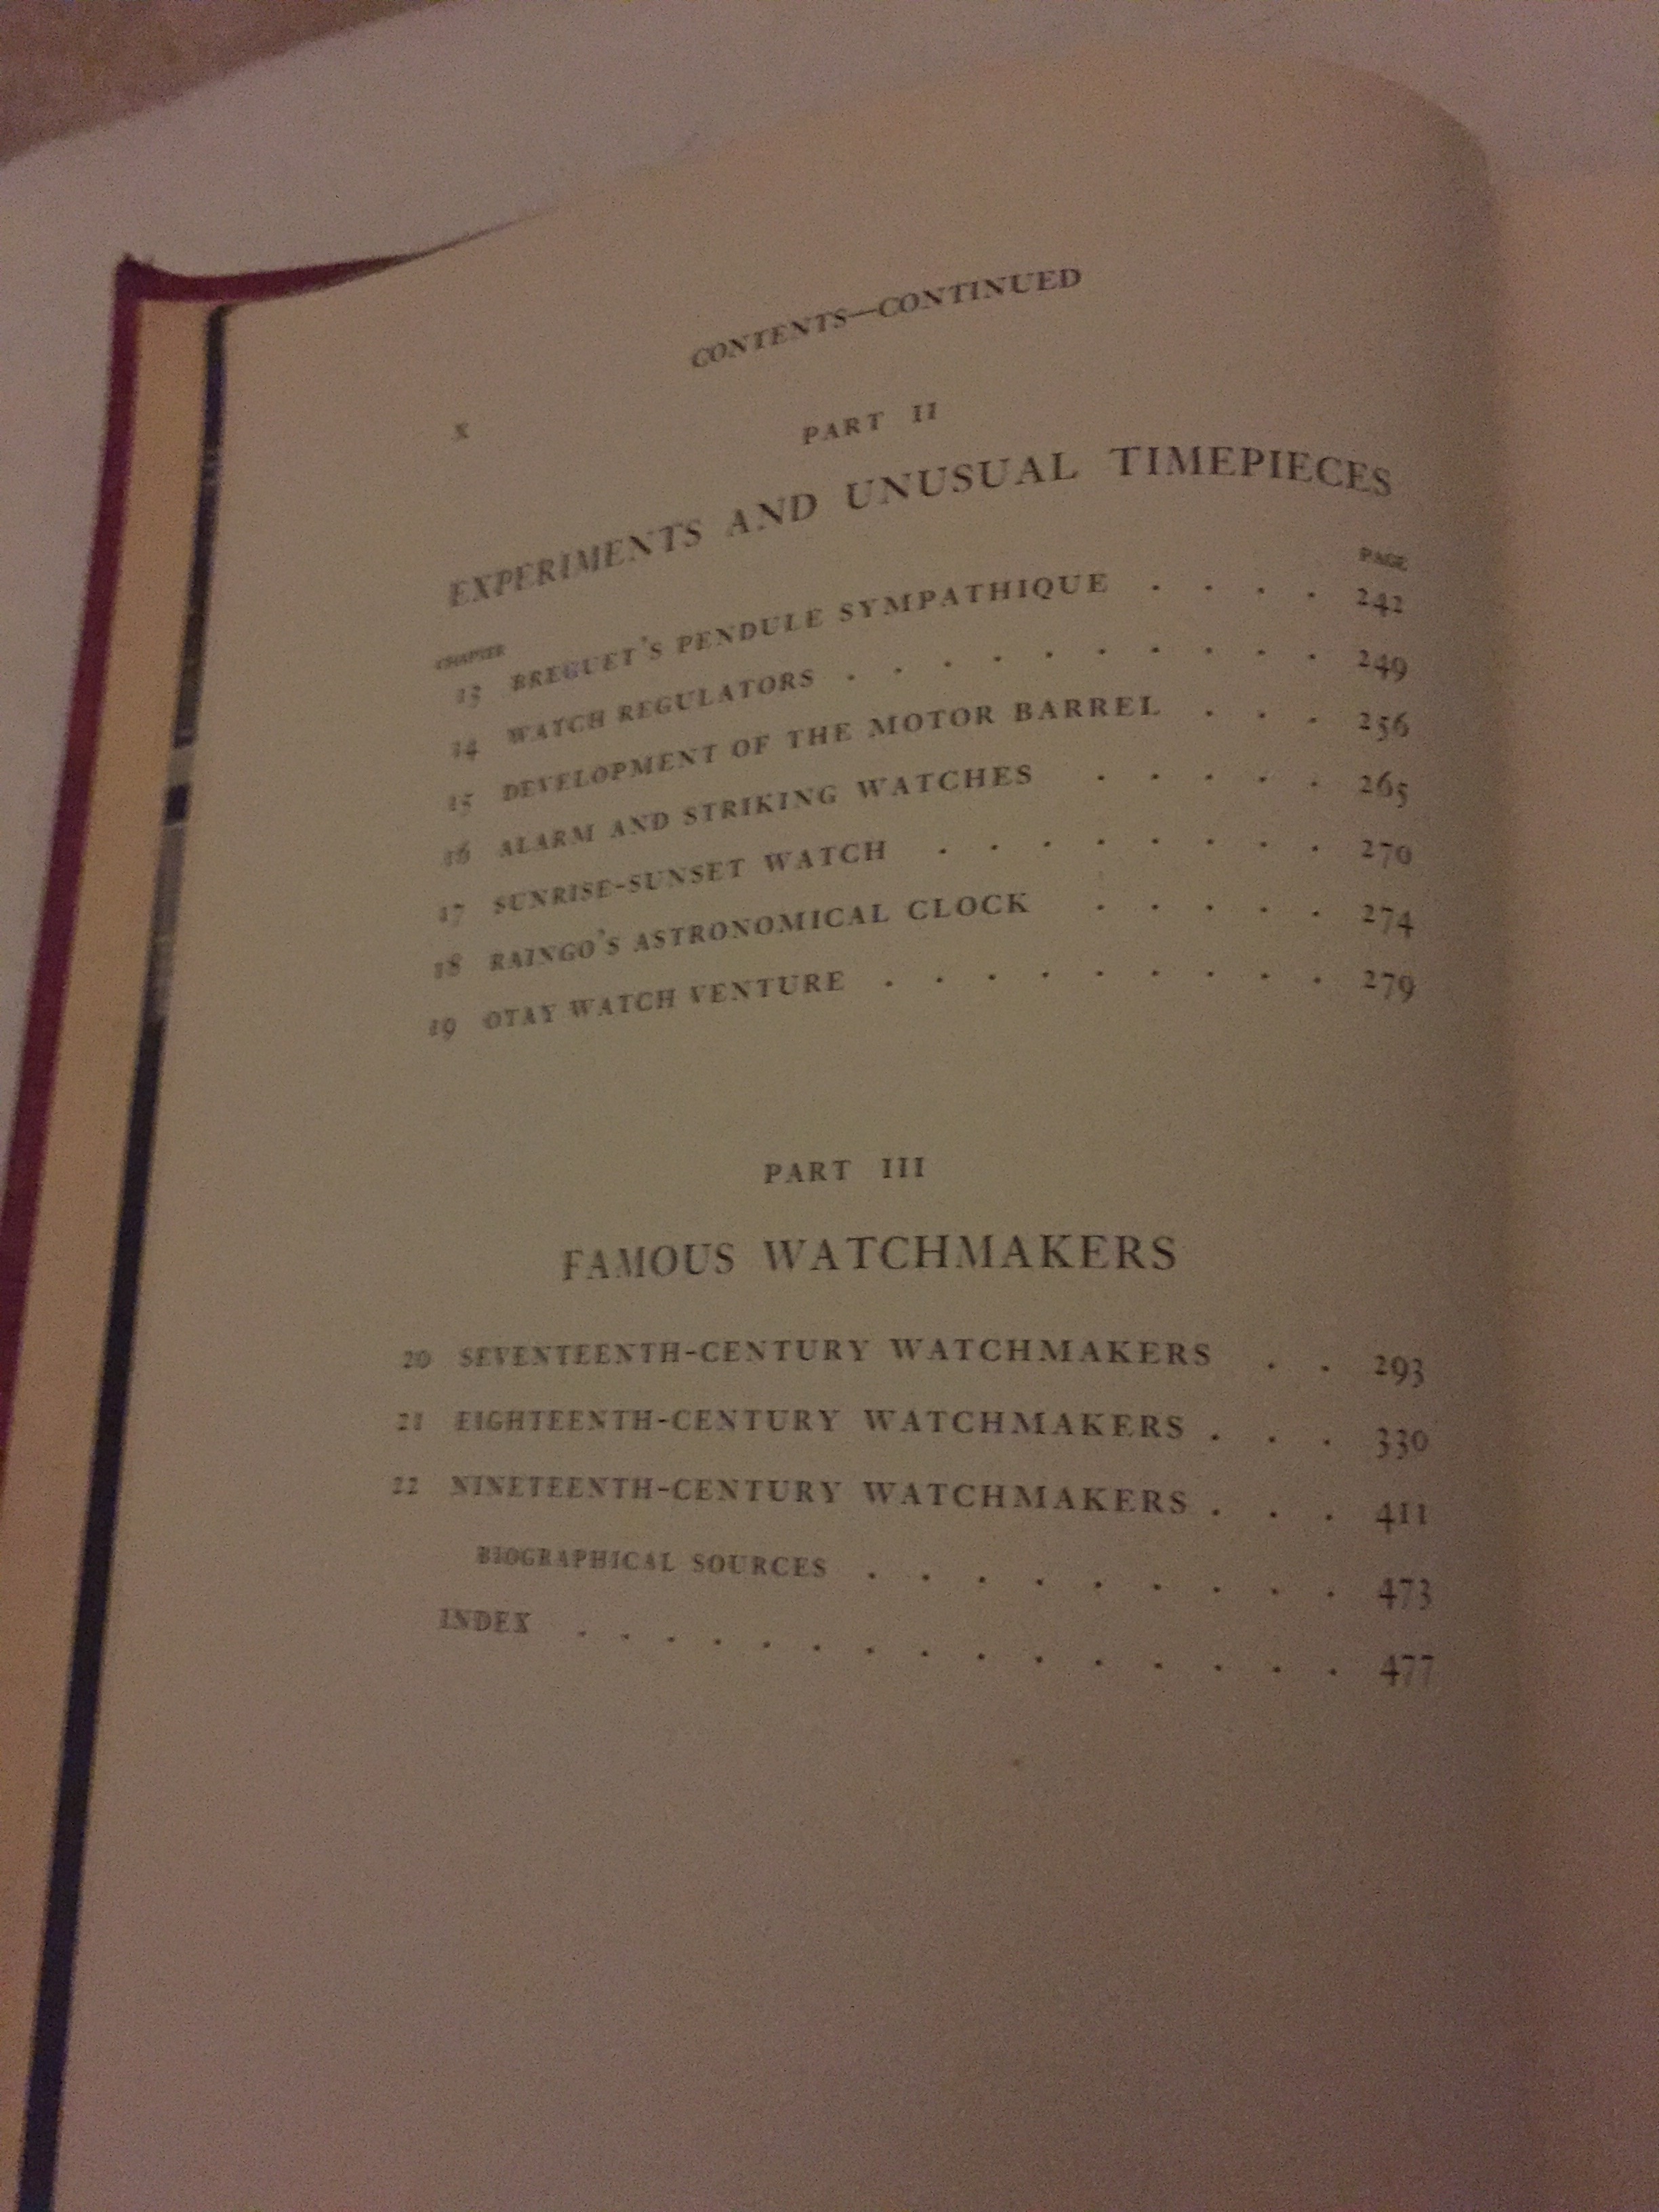 CONTENTS—CONTINUED
X
PART II
EXPERIMENTS AND UNUSUAL TIMEPIECES
CHAPTER PAGE
13 BREGUET'S PENDULE SYMPATHIQUE . . . . 242
14 WATCH REGULATORS . . . . . . . . . . 249
15 DEVELOPMENT OF THE MOTOR BARREL . . . 256
16 ALARM AND STRIKING WATCHES . . . . . 265
17 SUNRISE-SUNSET WATCH . . . . . . . . 270
18 RAINGO'S ASTRONOMICAL CLOCK . . . . . 274
19 OTAY WATCH VENTURE . . . . . . . . . 279
PART III
FAMOUS WATCHMAKERS
20 SEVENTEENTH-CENTURY WATCHMAKERS . . 293
21 EIGHTEENTH-CENTURY WATCHMAKERS . . . 330
22 NINETEENTH-CENTURY WATCHMAKERS . . . 411
BIOGRAPHICAL SOURCES . . . . . . . . . 473
INDEX . . . . . . . . . . . . . . . 477